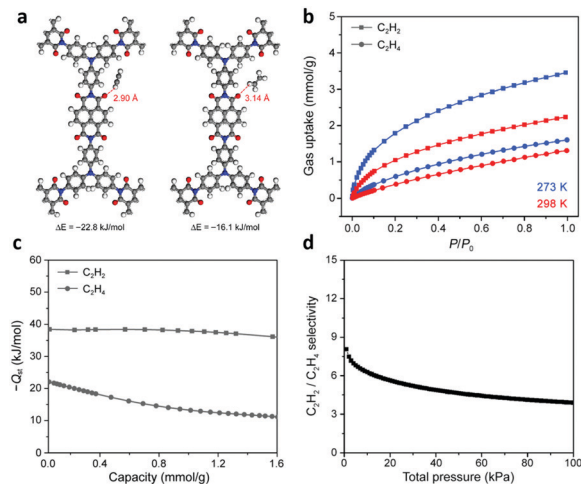 a
2.90 Å
3.14 Å
ΔE = −22.8 kJ/mol
ΔE = −16.1 kJ/mol
b
C2H2
C2H4
Gas uptake (mmol/g)
5
4
3
2
1
0
273 K
298 K
0.0 0.2 0.4 0.6 0.8 1.0
P/P0
c
C2H2
C2H4
−Qst (kJ/mol)
60
50
40
30
20
10
0
0.0 0.4 0.8 1.2 1.6
Capacity (mmol/g)
d
C2H2 / C2H4 selectivity
15
12
9
6
3
0 20 40 60 80 100
Total pressure (kPa)